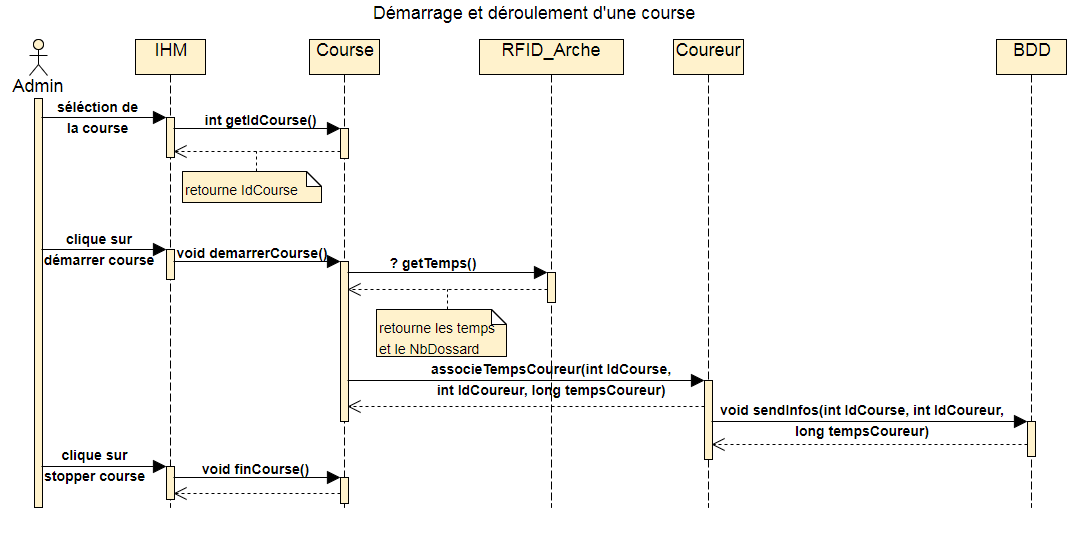 Démarrage et déroulement d'une course
IHM
Course
RFID_Arche
Coureur
BDD
Admin
séléction de
la course
int getIdCourse()
retourne IdCourse
clique sur
démarrer course
void demarrerCourse()
? getTemps()
retourne les temps
et le NbDossard
associeTempsCoureur(int IdCourse,
int IdCoureur, long tempsCoureur)
void sendInfos(int IdCourse, int IdCoureur,
long tempsCoureur)
clique sur
stopper course
void finCourse()